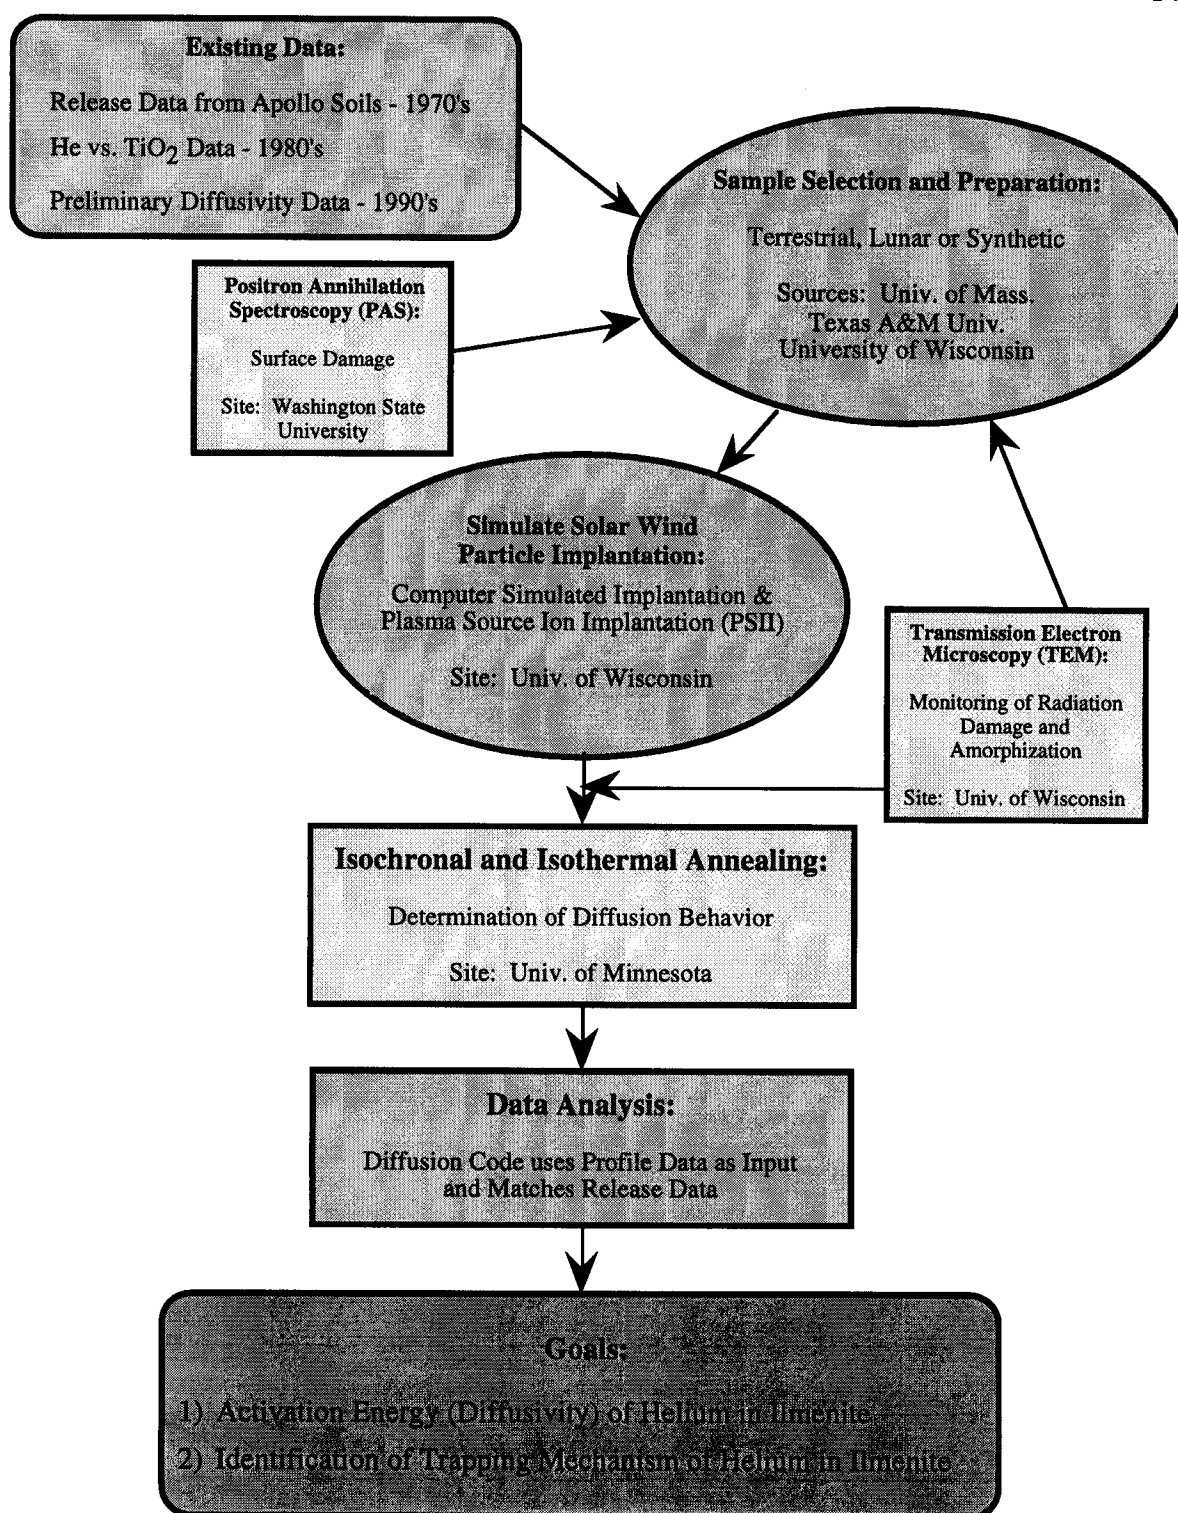 Existing Data:
Release Data from Apollo Soils - 1970's
He vs. TiO2 Data - 1980's
Preliminary Diffusivity Data - 1990's
Sample Selection and Preparation:
Terrestrial, Lunar or Synthetic
Sources: Univ. of Mass.
Texas A&M Univ.
University of Wisconsin
Positron Annihilation
Spectroscopy (PAS):
Surface Damage
Site: Washington State
University
Simulate Solar Wind
Particle Implantation:
Computer Simulated Implantation &
Plasma Source Ion Implantation (PSII)
Site: Univ. of Wisconsin
Transmission Electron
Microscopy (TEM):
Monitoring of Radiation
Damage and
Amorphization
Site: Univ. of Wisconsin
Isochronal and Isothermal Annealing:
Determination of Diffusion Behavior
Site: Univ. of Minnesota
Data Analysis:
Diffusion Code uses Profile Data as Input
and Matches Release Data
Goals:
1) Activation Energy (Diffusivity) of Helium in Ilmenite
2) Identification of Trapping Mechanism of Helium in Ilmenite